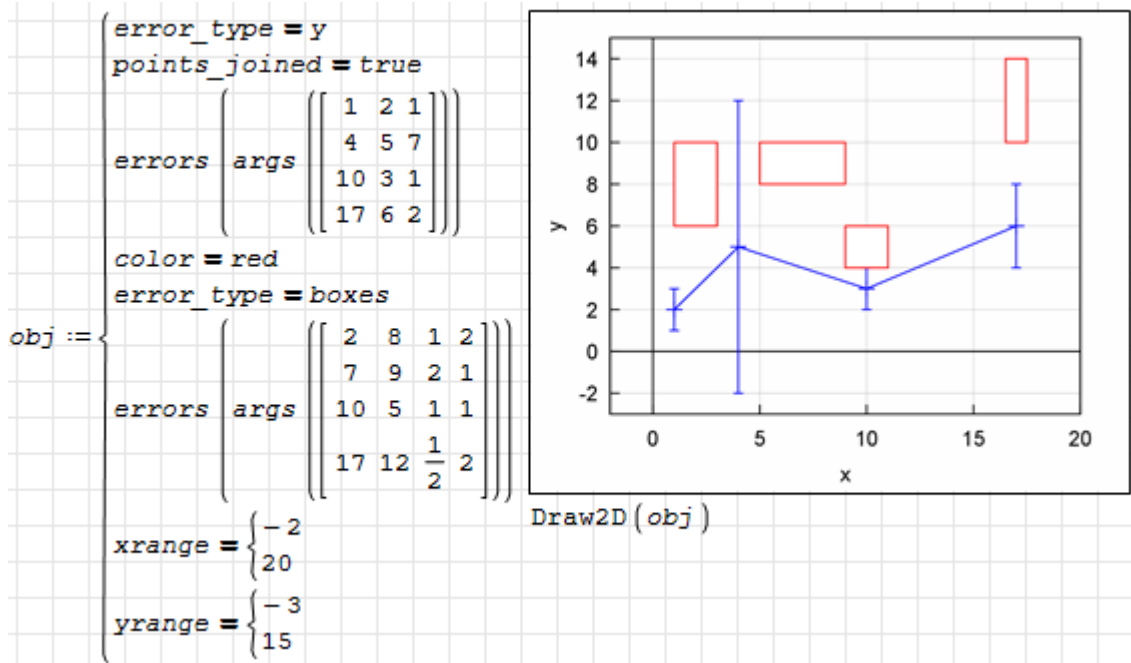 error_type = y
points_joined = true
errors(args([1 2 1
4 5 7
10 3 1
17 6 2]))
color = red
error_type = boxes
obj :=
errors(args([2 8 1 2
7 9 2 1
10 5 1 1
17 12 1/2 2]))
xrange = {-2
20
yrange = {-3
15
14
12
10
8
6
4
2
0
-2
y
0 5 10 15 20
x
Draw2D(obj)